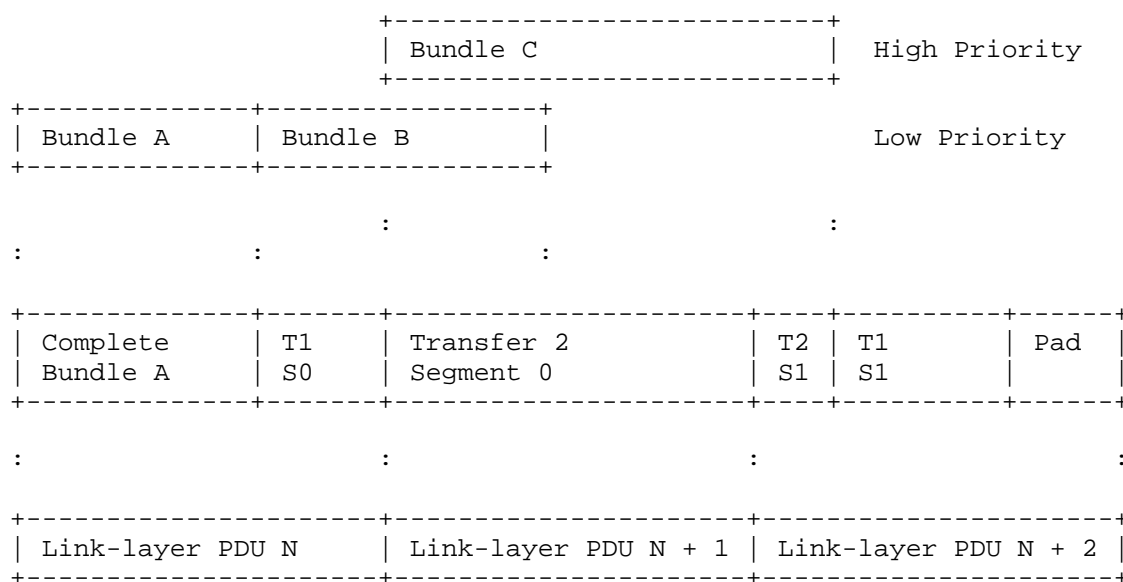 +---------------------------+
                            | Bundle C                  |  High Priority
                            +---------------------------+
+--------------+-----------------+
| Bundle A     | Bundle B        |                       Low Priority
+--------------+-----------------+

                       :                           :
:              :                 :

+--------------+-------+----------------------+----+----------+------+
| Complete     | T1    | Transfer 2           | T2 | T1       | Pad  |
| Bundle A     | S0    | Segment 0            | S1 | S1       |      |
+--------------+-------+----------------------+----+----------+------+

:                      :                      :                      :

+----------------------+----------------------+----------------------+
| Link-layer PDU N     | Link-layer PDU N + 1 | Link-layer PDU N + 2 |
+----------------------+----------------------+----------------------+